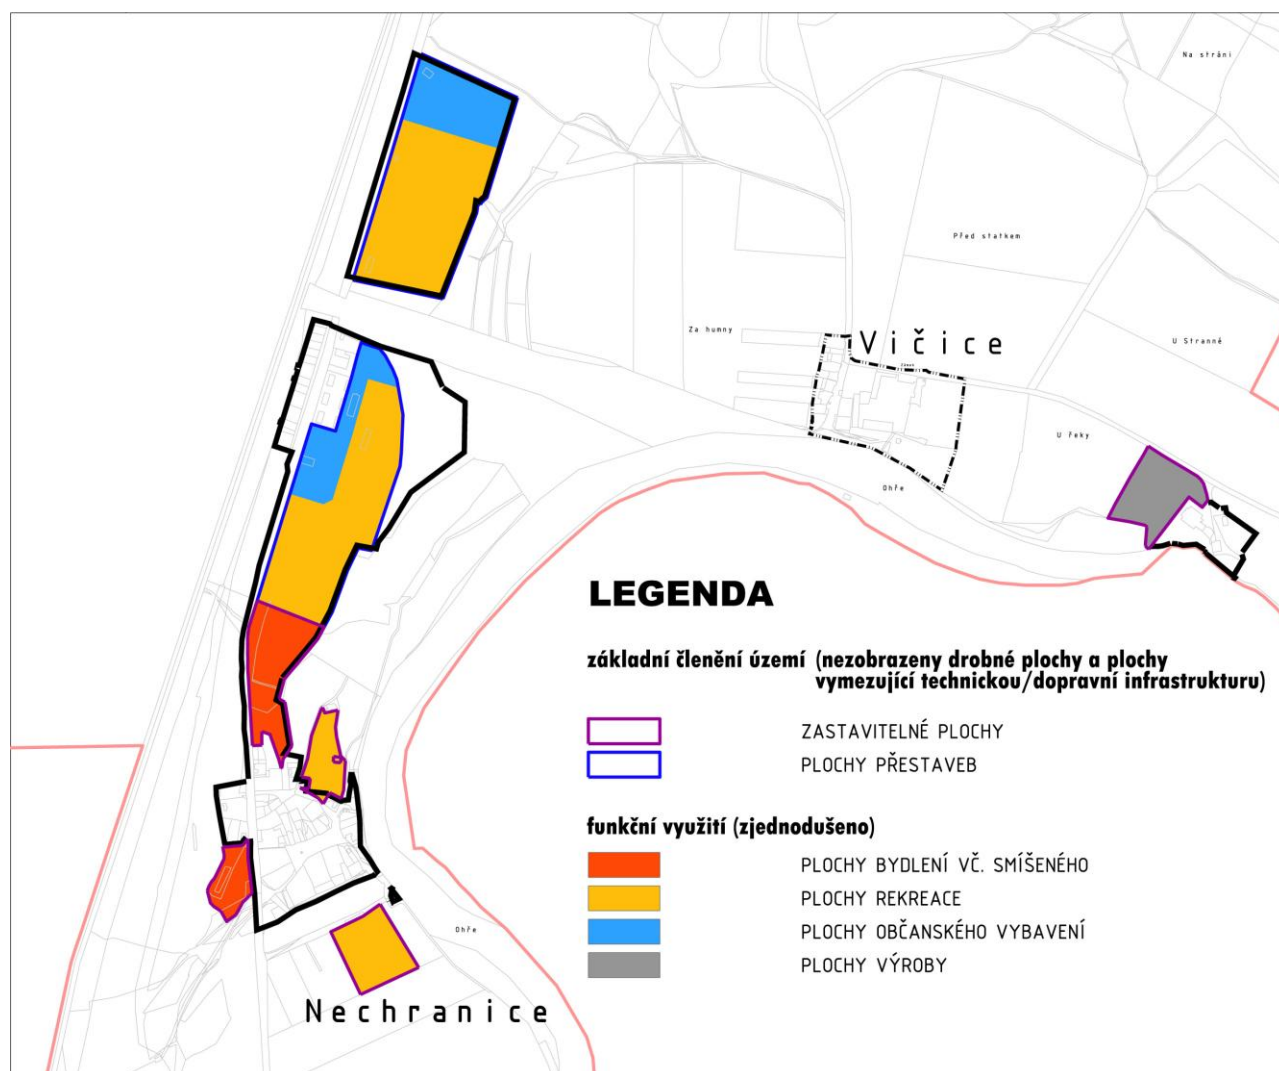 Na stráni
Před statkem
Za humny
Vičice
U Stranné
U řeky
Ohře
LEGENDA
základní členění území (nezobrazeny drobné plochy a plochy
vymezující technickou/dopravní infrastrukturu)
ZASTAVITELNÉ PLOCHY
PLOCHY PŘESTAVEB
funkční využití (zjednodušeno)
PLOCHY BYDLENÍ VČ. SMÍŠENÉHO
PLOCHY REKREACE
PLOCHY OBČANSKÉHO VYBAVENÍ
PLOCHY VÝROBY
Ohře
Nechranice